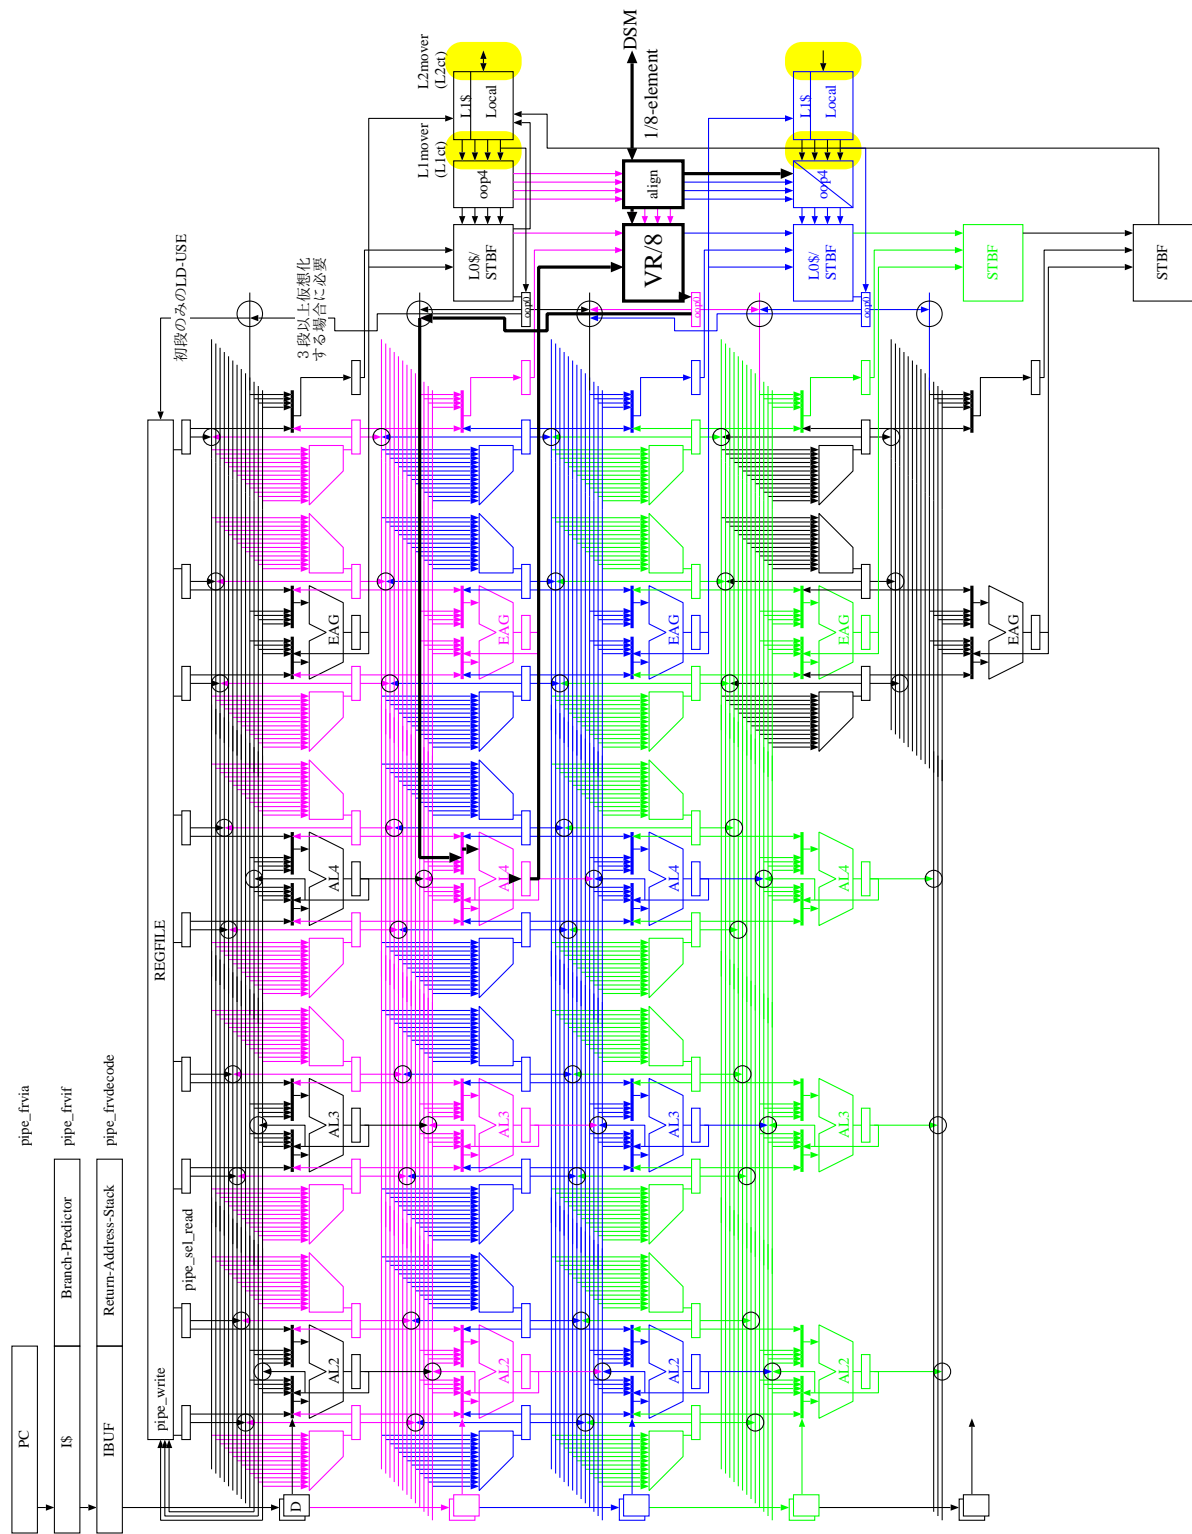 PC
pipe_frvia
I$
Branch-Predictor
pipe_frvif
IBUF
Return-Address-Stack
pipe_frvdecode
pipe_write
REGFILE
pipe_sel_read
初段のみのLD-USE
３段以上仮想化
する場合に必要
D
AL2
AL3
AL4
EAG
L0$/
STBF
oop4
L1$
Local
L1mover
(L1ct)
L2mover
(L2ct)
oop0
AL2
AL3
AL4
EAG
oop0
VR/8
align
1/8-element
DSM
AL2
AL3
AL4
EAG
oop0
L0$/
STBF
oop4
L1$
Local
AL2
AL3
AL4
EAG
STBF
EAG
STBF